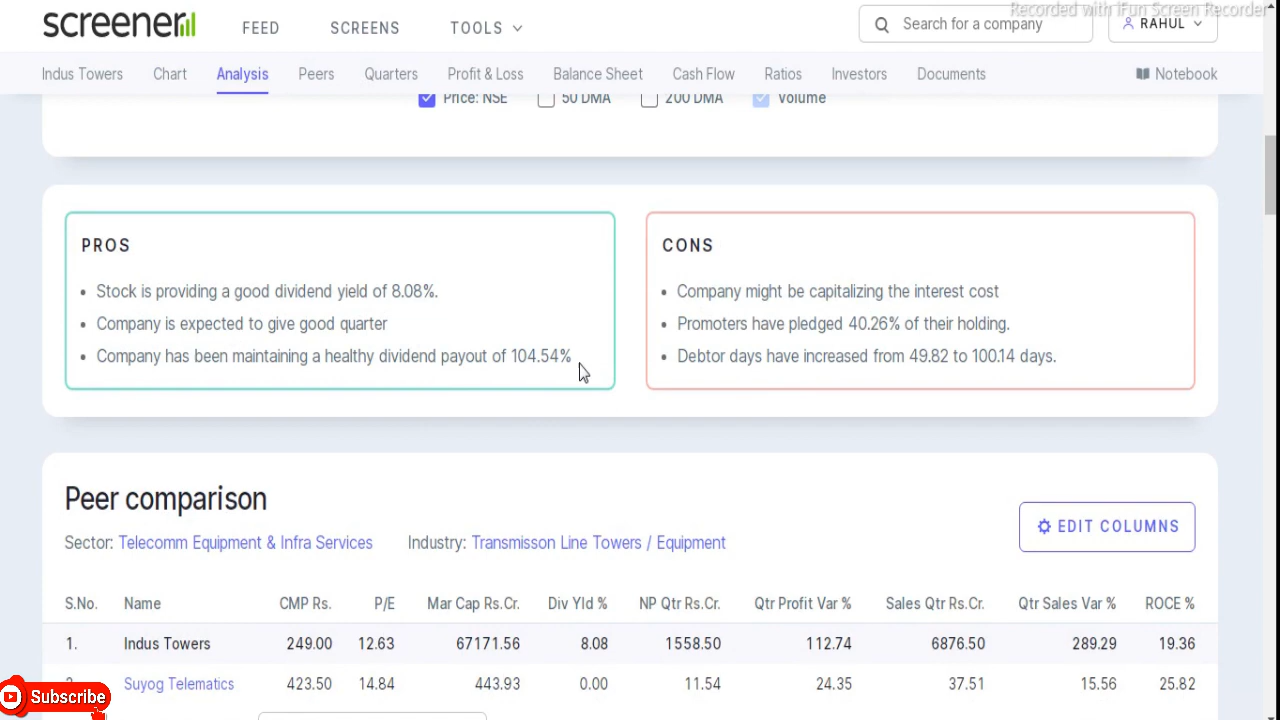 Recorded with iFun Screen Recorder
screener
FEED SCREENS TOOLS
Search for a company
RAHUL
Indus Towers Chart Analysis Peers Quarters Profit & Loss Balance Sheet Cash Flow Ratios Investors Documents Notebook
Price: NSE 50 DMA 200 DMA Volume
PROS
Stock is providing a good dividend yield of 8.08%.
Company is expected to give good quarter
Company has been maintaining a healthy dividend payout of 104.54%
CONS
Company might be capitalizing the interest cost
Promoters have pledged 40.26% of their holding.
Debtor days have increased from 49.82 to 100.14 days.
Peer comparison
Sector: Telecomm Equipment & Infra Services Industry: Transmisson Line Towers / Equipment
EDIT COLUMNS
S.No. Name CMP Rs. P/E Mar Cap Rs.Cr. Div Yld % NP Qtr Rs.Cr. Qtr Profit Var % Sales Qtr Rs.Cr. Qtr Sales Var % ROCE %
1. Indus Towers 249.00 12.63 67171.56 8.08 1558.50 112.74 6876.50 289.29 19.36
Suyog Telematics 423.50 14.84 443.93 0.00 11.54 24.35 37.51 15.56 25.82
Subscribe